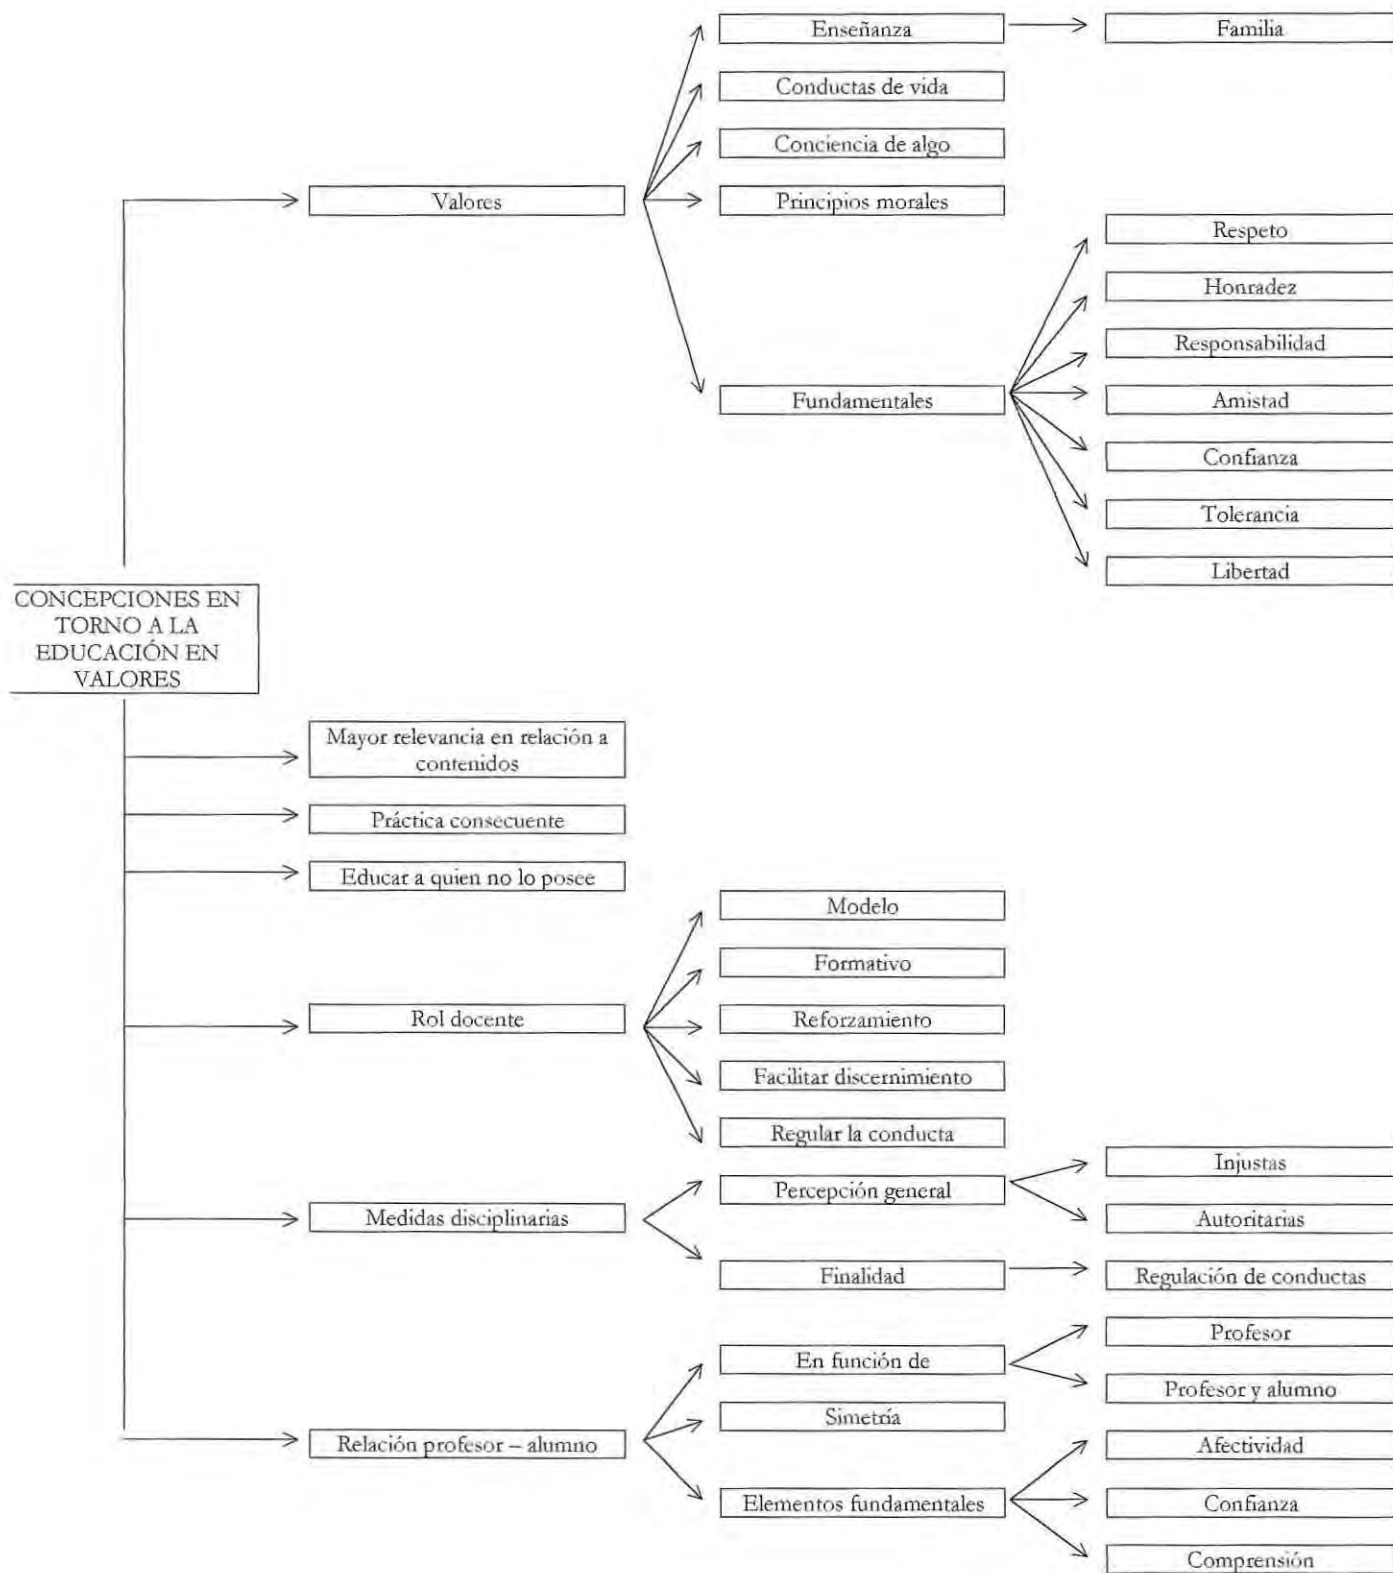 Enseñanza
Familia
Conductas de vida
Conciencia de algo
Valores
Principios morales
Respeto
Honradez
Responsabilidad
Fundamentales
Amistad
Confianza
Tolerancia
Libertad
CONCEPCIONES EN
TORNO A LA
EDUCACIÓN EN
VALORES
Mayor relevancia en relación a
contenidos
Práctica consecuente
Educar a quien no lo posee
Modelo
Formativo
Rol docente
Reforzamiento
Facilitar discernimiento
Regular la conducta
Injustas
Percepción general
Medidas disciplinarias
Autoritarias
Finalidad
Regulación de conductas
Profesor
En función de
Profesor y alumno
Simetría
Relación profesor – alumno
Afectividad
Elementos fundamentales
Confianza
Comprensión